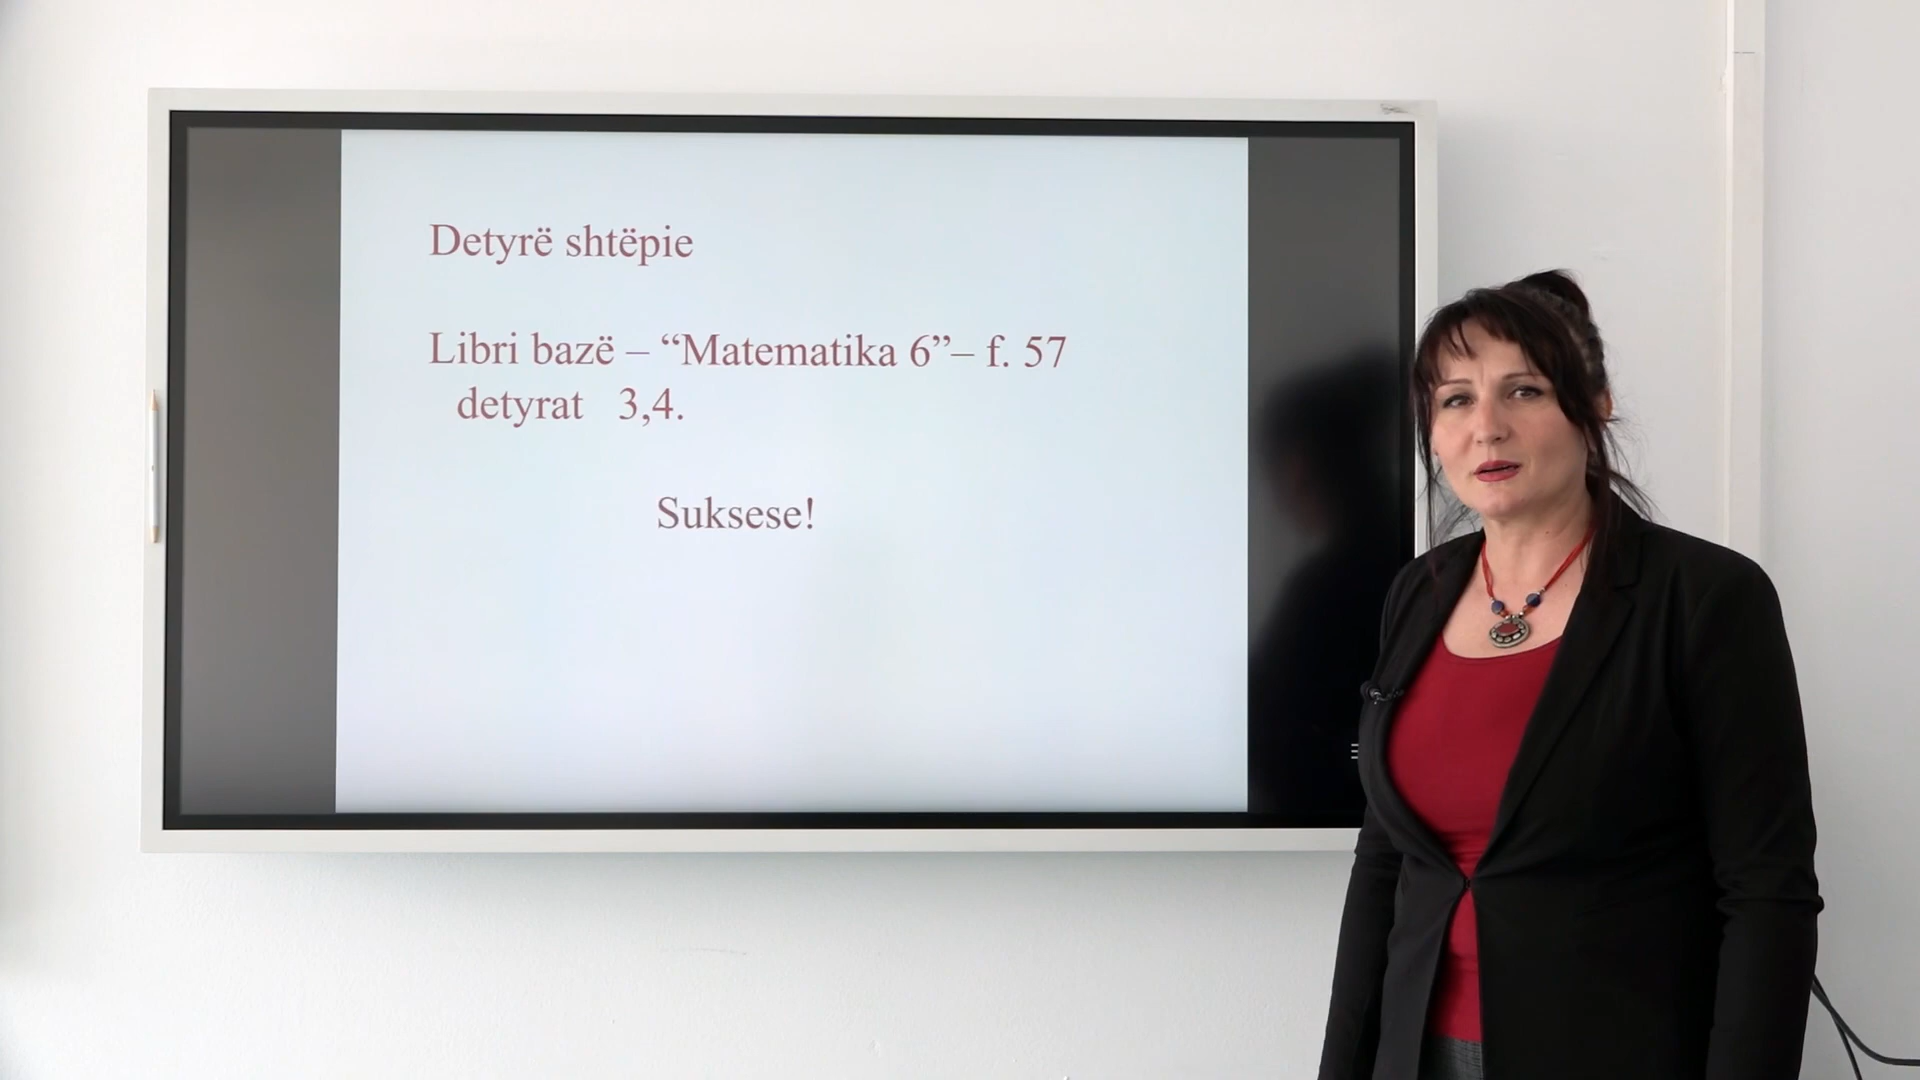 Detyrë shtëpie
Libri bazë – “Matematika 6”– f. 57
detyrat 3,4.
Suksese!